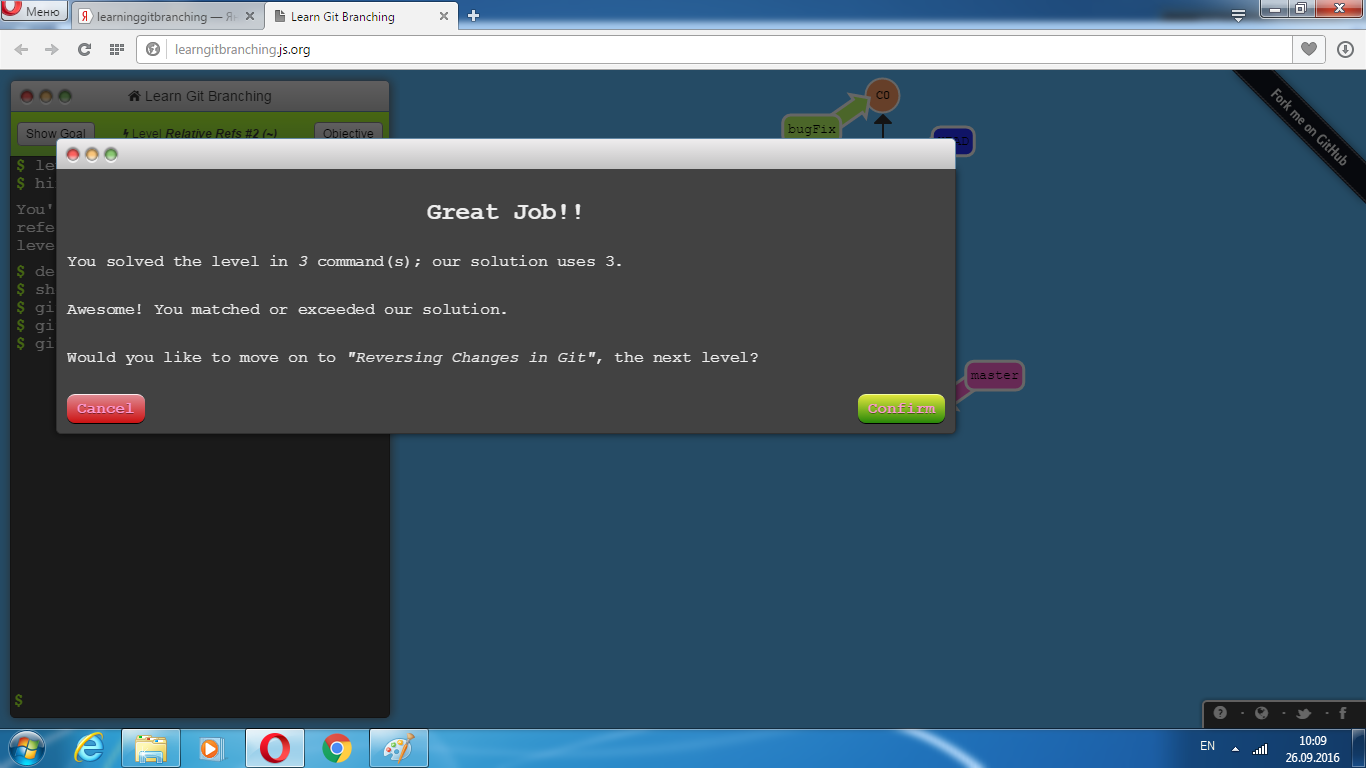 Меню
learninggitbranching — Ян
Learn Git Branching
learngitbranching.js.org
Learn Git Branching
Show Goal
Level Relative Refs #2 (~)
Objective
$ le
$ hi
You'
refe
leve
$ de
$ sh
$ gi
$ gi
$ gi
$
C0
bugFix
master
Fork me on GitHub
Great Job!!
You solved the level in 3 command(s); our solution uses 3.
Awesome! You matched or exceeded our solution.
Would you like to move on to "Reversing Changes in Git", the next level?
Cancel
Confirm
EN
10:09
26.09.2016